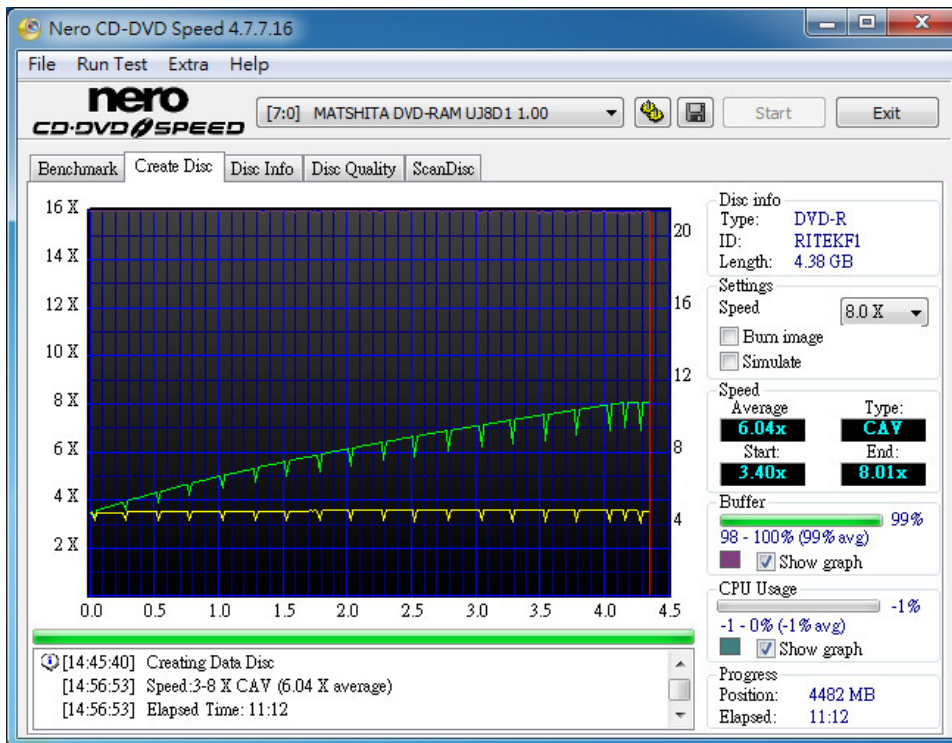 Nero CD-DVD Speed 4.7.7.16
File Run Test Extra Help
nero
CD·DVD SPEED
[7:0] MATSHITA DVD-RAM UJ8D1 1.00
Start
Exit
Benchmark
Create Disc
Disc Info
Disc Quality
ScanDisc
16 X
14 X
12 X
10 X
8 X
6 X
4 X
2 X
20
16
12
8
4
0.0 0.5 1.0 1.5 2.0 2.5 3.0 3.5 4.0 4.5
[14:45:40] Creating Data Disc
[14:56:53] Speed:3-8 X CAV (6.04 X average)
[14:56:53] Elapsed Time: 11:12
Disc info
Type: DVD-R
ID: RITEKF1
Length: 4.38 GB
Settings
Speed 8.0 X
Burn image
Simulate
Speed
Average Type:
6.04x CAV
Start: End:
3.40x 8.01x
Buffer
99%
98 - 100% (99% avg)
Show graph
CPU Usage
-1%
-1 - 0% (-1% avg)
Show graph
Progress
Position: 4482 MB
Elapsed: 11:12